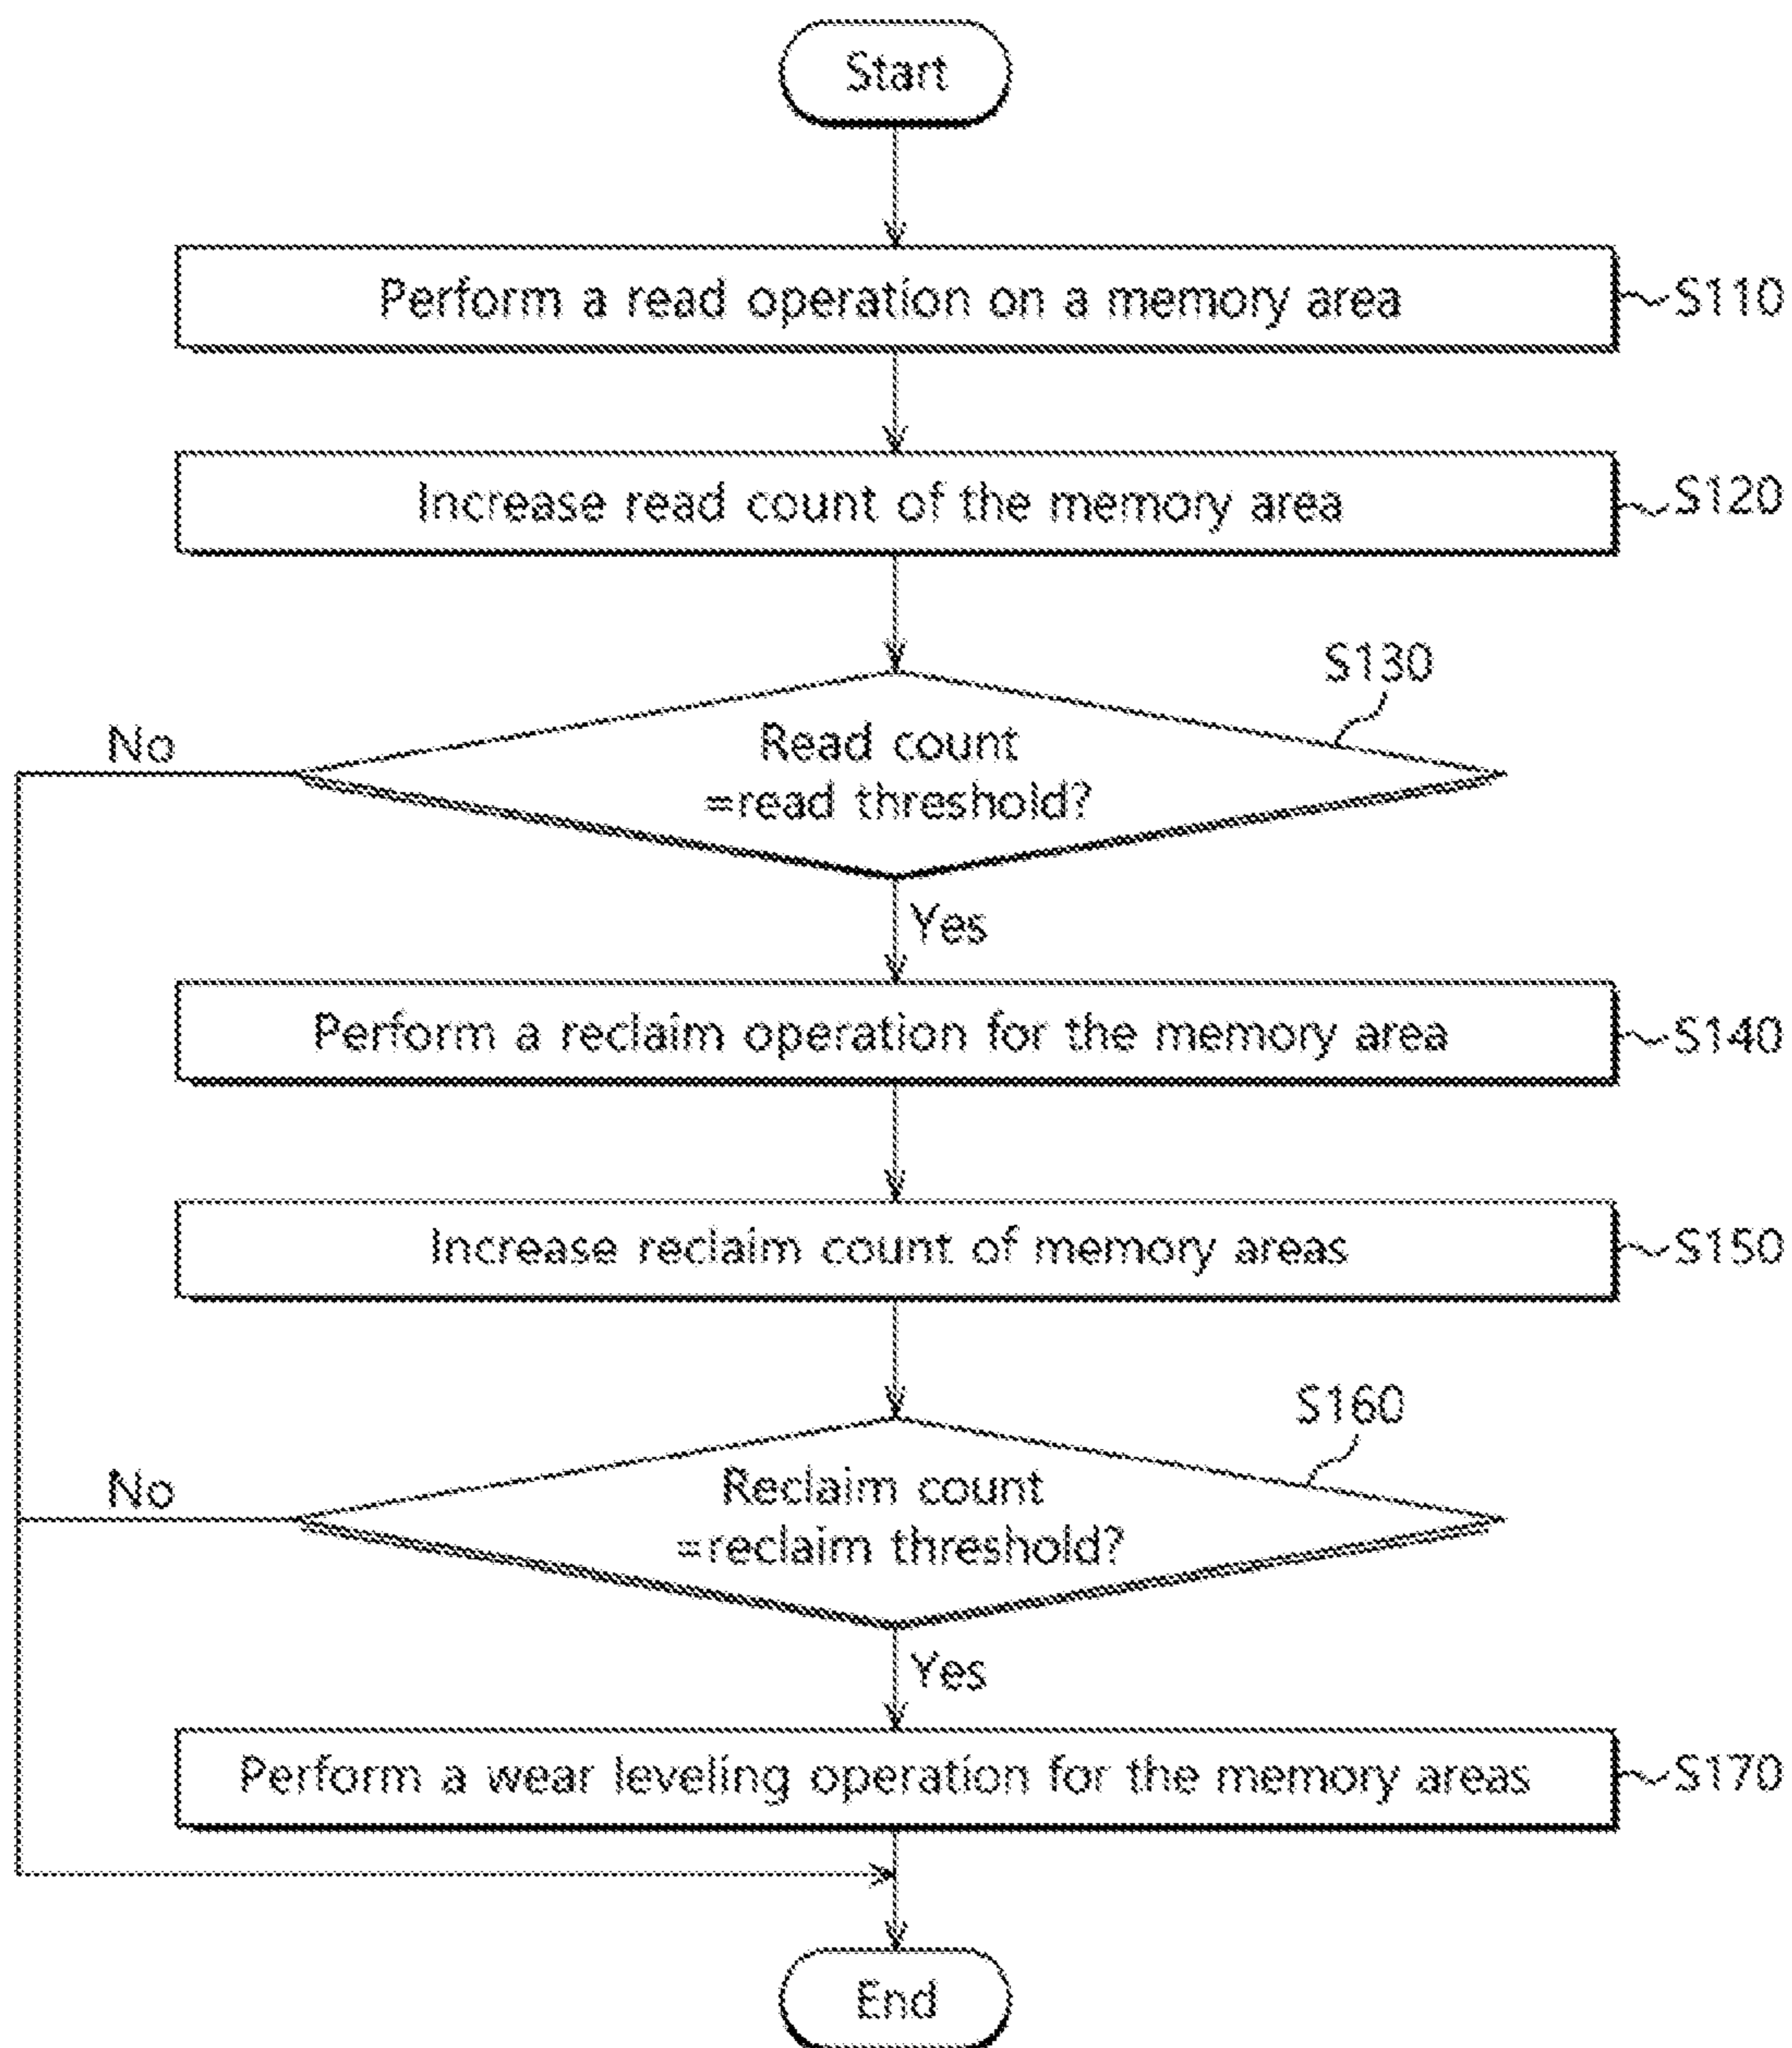 Start
Perform a read operation on a memory area
S110
Increase read count of the memory area
S120
S130
Read count
=read threshold?
No
Yes
Perform a reclaim operation for the memory area
S140
Increase reclaim count of memory areas
S150
S160
Reclaim count
=reclaim threshold?
No
Yes
Perform a wear leveling operation for the memory areas
S170
End